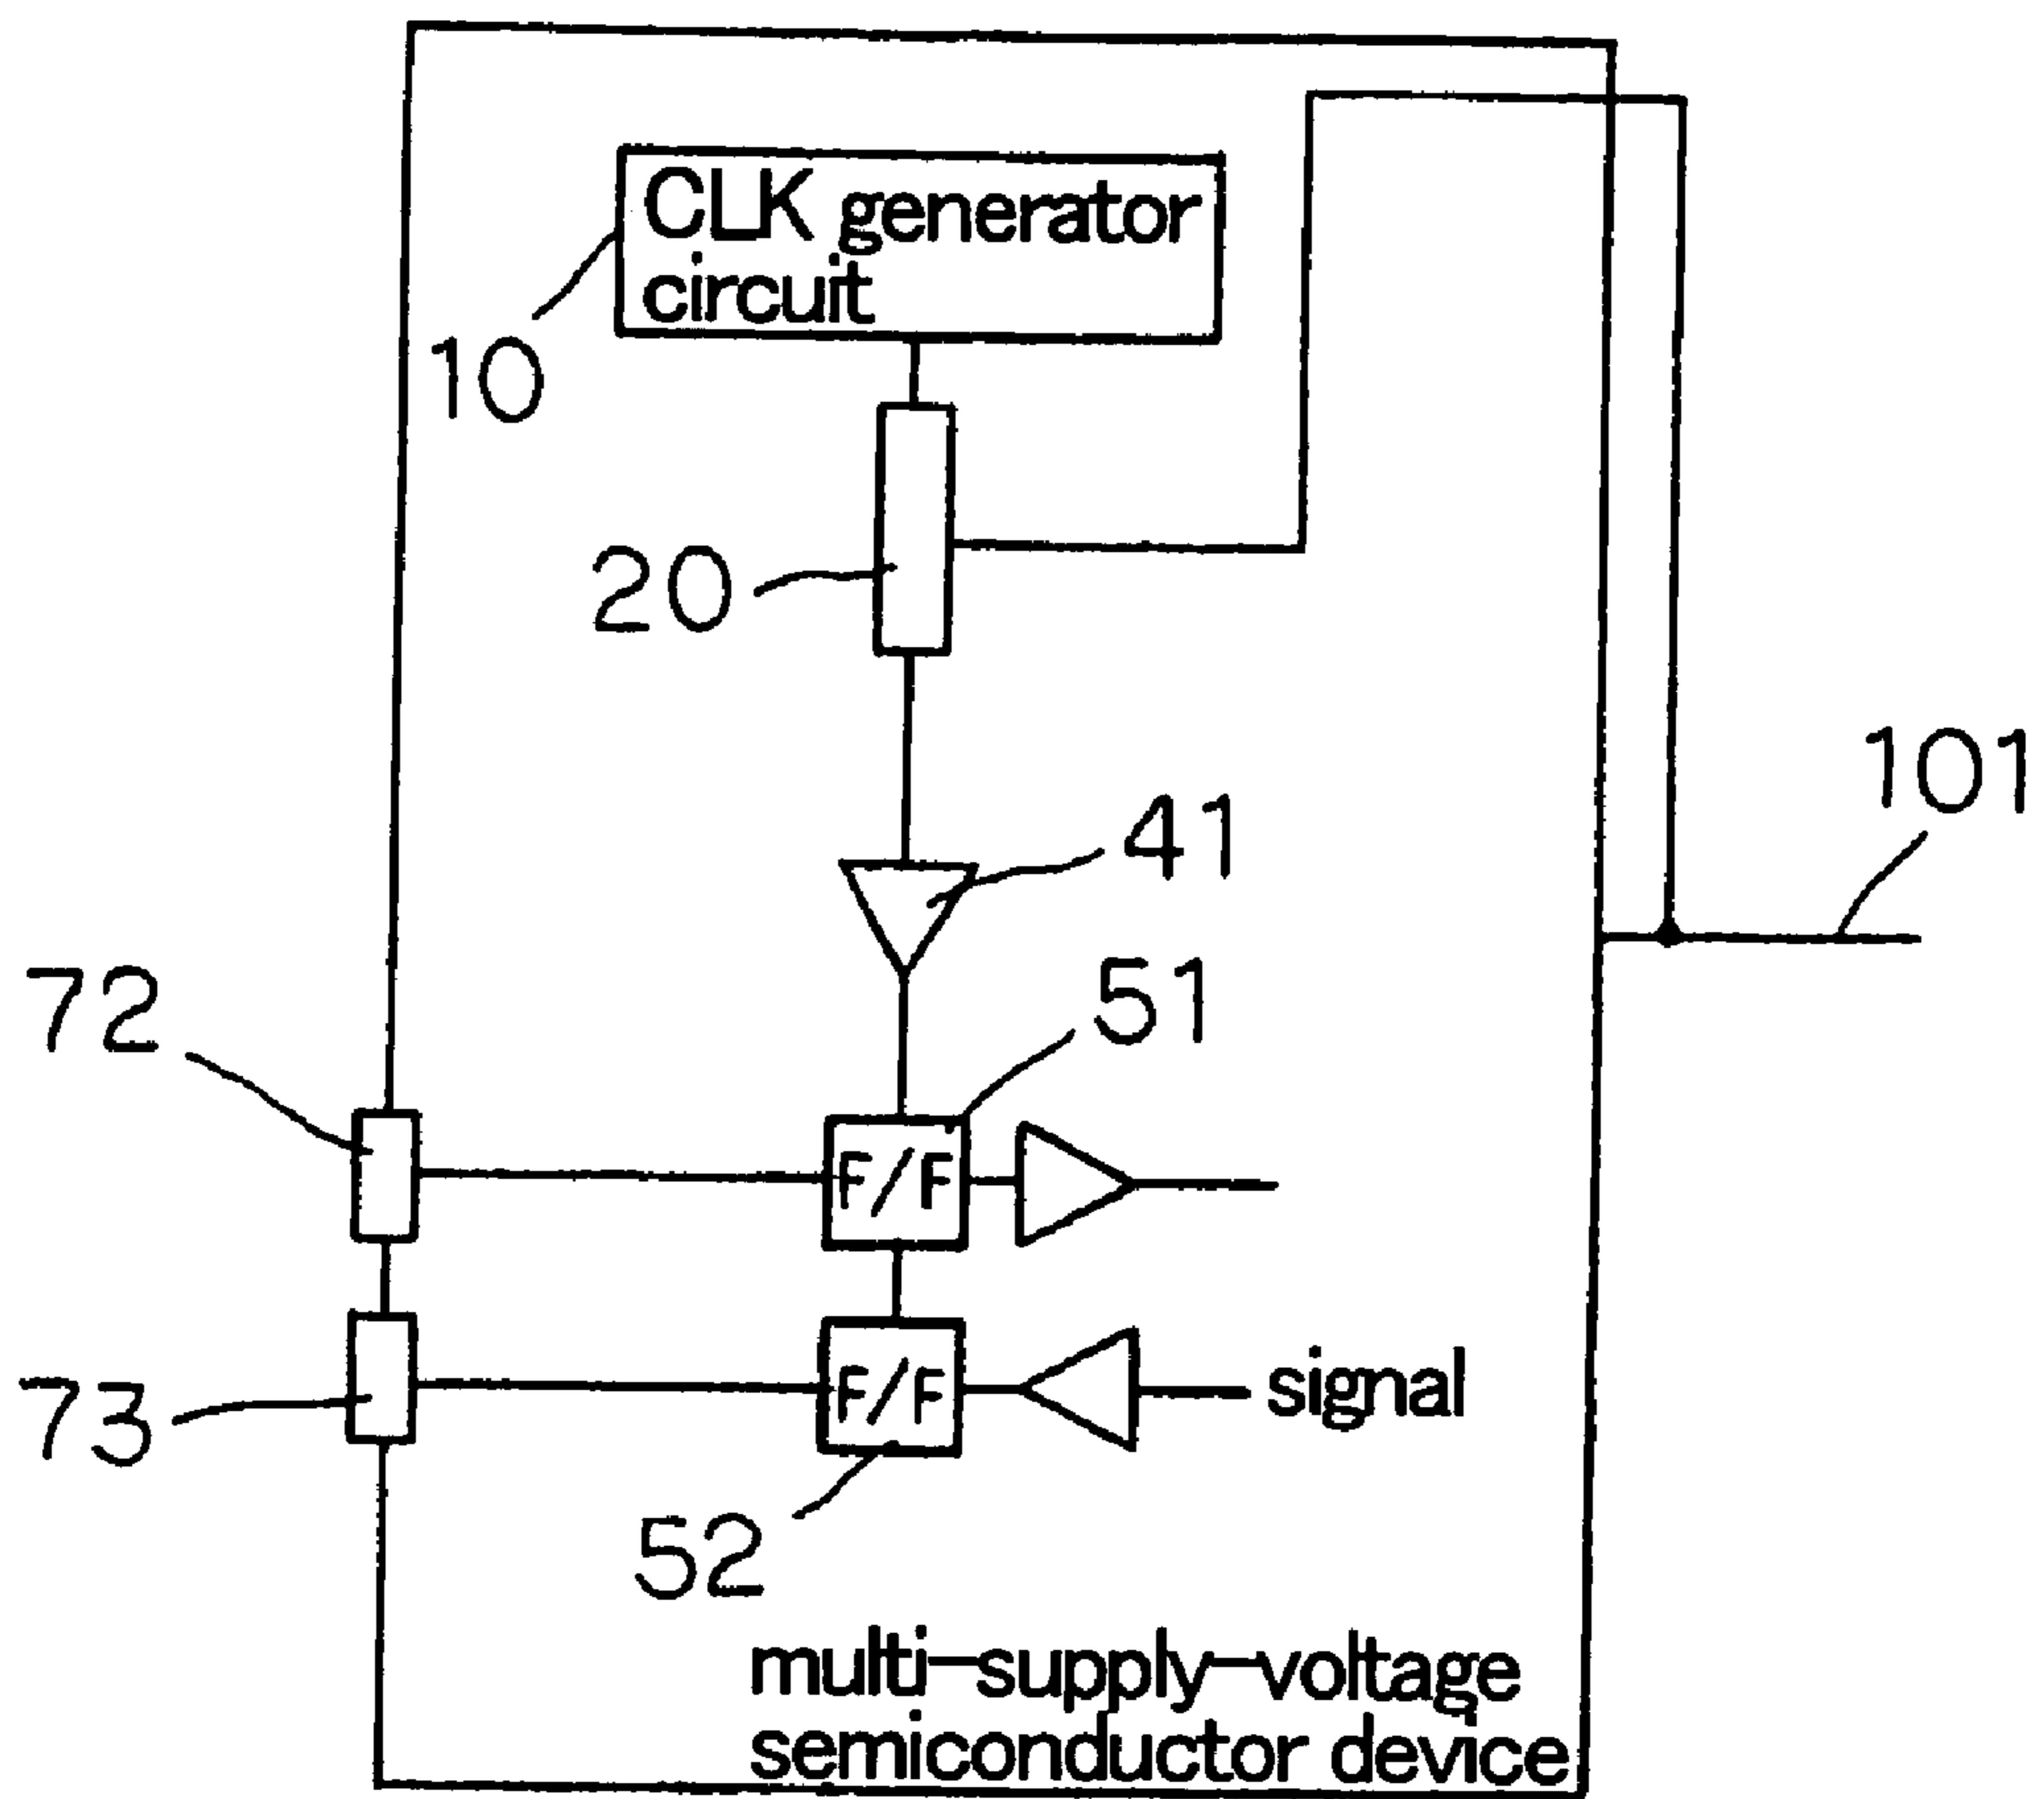 CLK generator
circuit
10
20
101
41
72
51
F/F
73
F/F
signal
52
multi-supply-voltage
semiconductor device